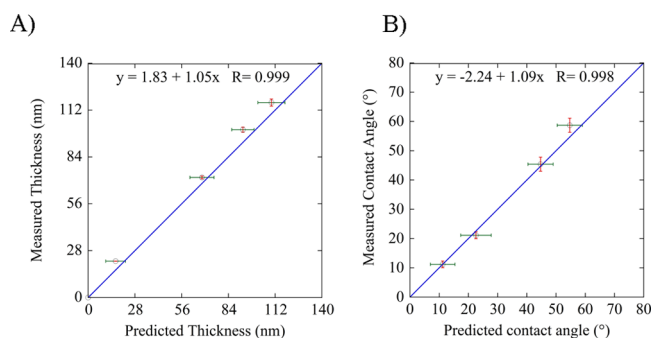 A)
B)
y = 1.83 + 1.05x R= 0.999
140
112
84
56
28
0
0 28 56 84 112 140
Measured Thickness (nm)
Predicted Thickness (nm)
y = -2.24 + 1.09x R= 0.998
80
70
60
50
40
30
20
10
0
0 10 20 30 40 50 60 70 80
Measured Contact Angle (°)
Predicted contact angle (°)